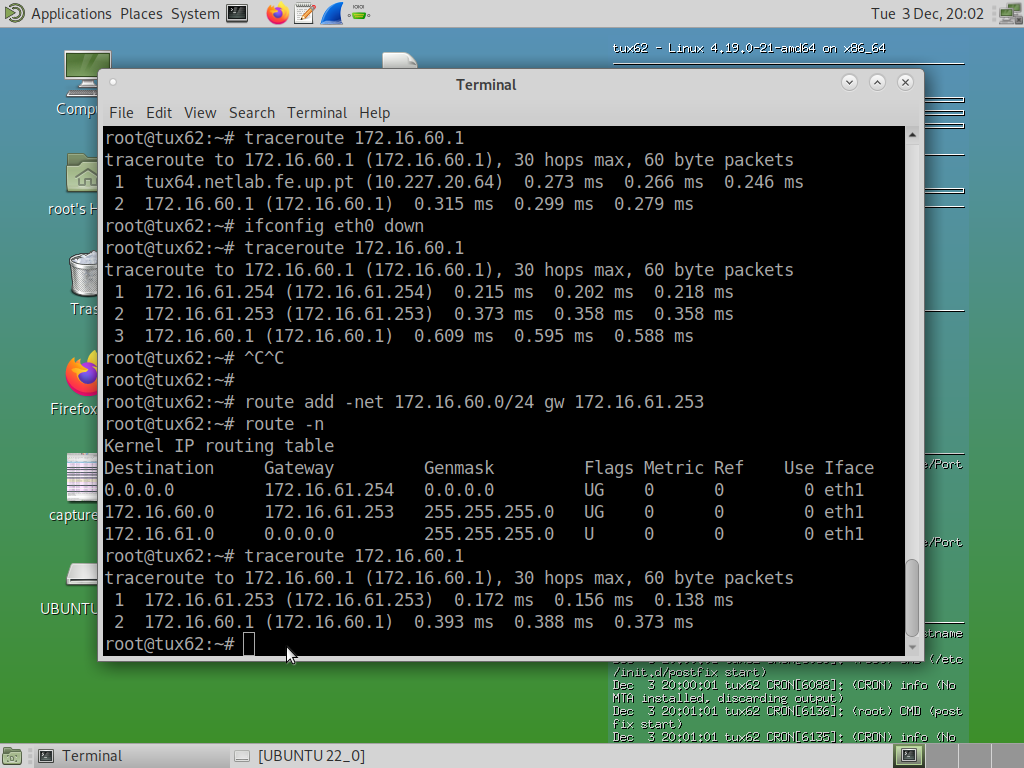 Applications Places System
Tue 3 Dec, 20:02
tux62 - Linux 4.19.0-21-amd64 on x86_64
Compu
root's H
Tras
Firefox
capture
UBUNTU
Terminal
File Edit View Search Terminal Help
root@tux62:~# traceroute 172.16.60.1
traceroute to 172.16.60.1 (172.16.60.1), 30 hops max, 60 byte packets
1 tux64.netlab.fe.up.pt (10.227.20.64) 0.273 ms 0.266 ms 0.246 ms
2 172.16.60.1 (172.16.60.1) 0.315 ms 0.299 ms 0.279 ms
root@tux62:~# ifconfig eth0 down
root@tux62:~# traceroute 172.16.60.1
traceroute to 172.16.60.1 (172.16.60.1), 30 hops max, 60 byte packets
1 172.16.61.254 (172.16.61.254) 0.215 ms 0.202 ms 0.218 ms
2 172.16.61.253 (172.16.61.253) 0.373 ms 0.358 ms 0.358 ms
3 172.16.60.1 (172.16.60.1) 0.609 ms 0.595 ms 0.588 ms
root@tux62:~# ^C^C
root@tux62:~#
root@tux62:~# route add -net 172.16.60.0/24 gw 172.16.61.253
root@tux62:~# route -n
Kernel IP routing table
Destination Gateway Genmask Flags Metric Ref Use Iface
0.0.0.0 172.16.61.254 0.0.0.0 UG 0 0 0 eth1
172.16.60.0 172.16.61.253 255.255.255.0 UG 0 0 0 eth1
172.16.61.0 0.0.0.0 255.255.255.0 U 0 0 0 eth1
root@tux62:~# traceroute 172.16.60.1
traceroute to 172.16.60.1 (172.16.60.1), 30 hops max, 60 byte packets
1 172.16.61.253 (172.16.61.253) 0.172 ms 0.156 ms 0.138 ms
2 172.16.60.1 (172.16.60.1) 0.393 ms 0.388 ms 0.373 ms
root@tux62:~#
e/Port
e/Port
stname
(/etc
/init.d/postfix start)
Dec 3 20:00:01 tux62 CRON[6088]: (CRON) info (No
MTA installed, discarding output)
Dec 3 20:01:01 tux62 CRON[6136]: (root) CMD (post
fix start)
Dec 3 20:01:01 tux62 CRON[6135]: (CRON) info (No
Terminal
[UBUNTU 22_0]